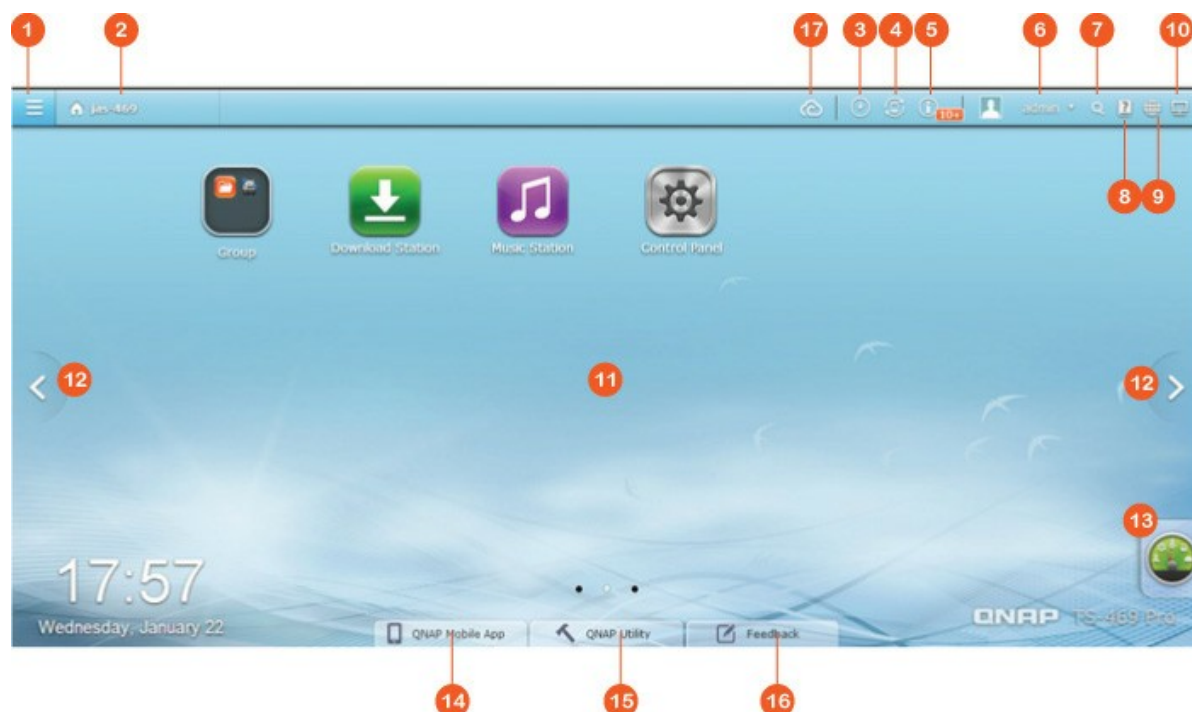 1 2 17 3 4 5 6 7 10
jas-469 10+ admin
8 9
Group Download Station Music Station Control Panel
12 11 12
13
17:57
Wednesday, January 22
QNAP TS-469 Pro
QNAP Mobile App QNAP Utility Feedback
14 15 16